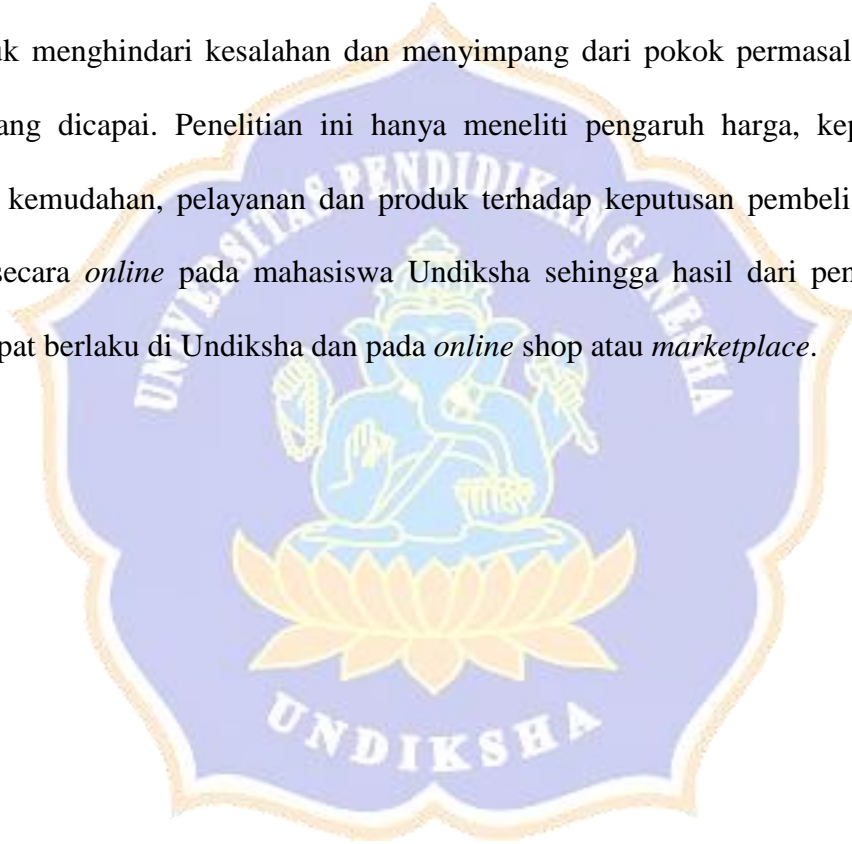 uk menghindari kesalahan dan menyimpang dari pokok permasal
ang dicapai. Penelitian ini hanya meneliti pengaruh harga, kep
kemudahan, pelayanan dan produk terhadap keputusan pembeli
secara online pada mahasiswa Undiksha sehingga hasil dari pen
pat berlaku di Undiksha dan pada online shop atau marketplace.
UNIVERSITAS PENDIDIKAN GANESHA
UNDIKSHA